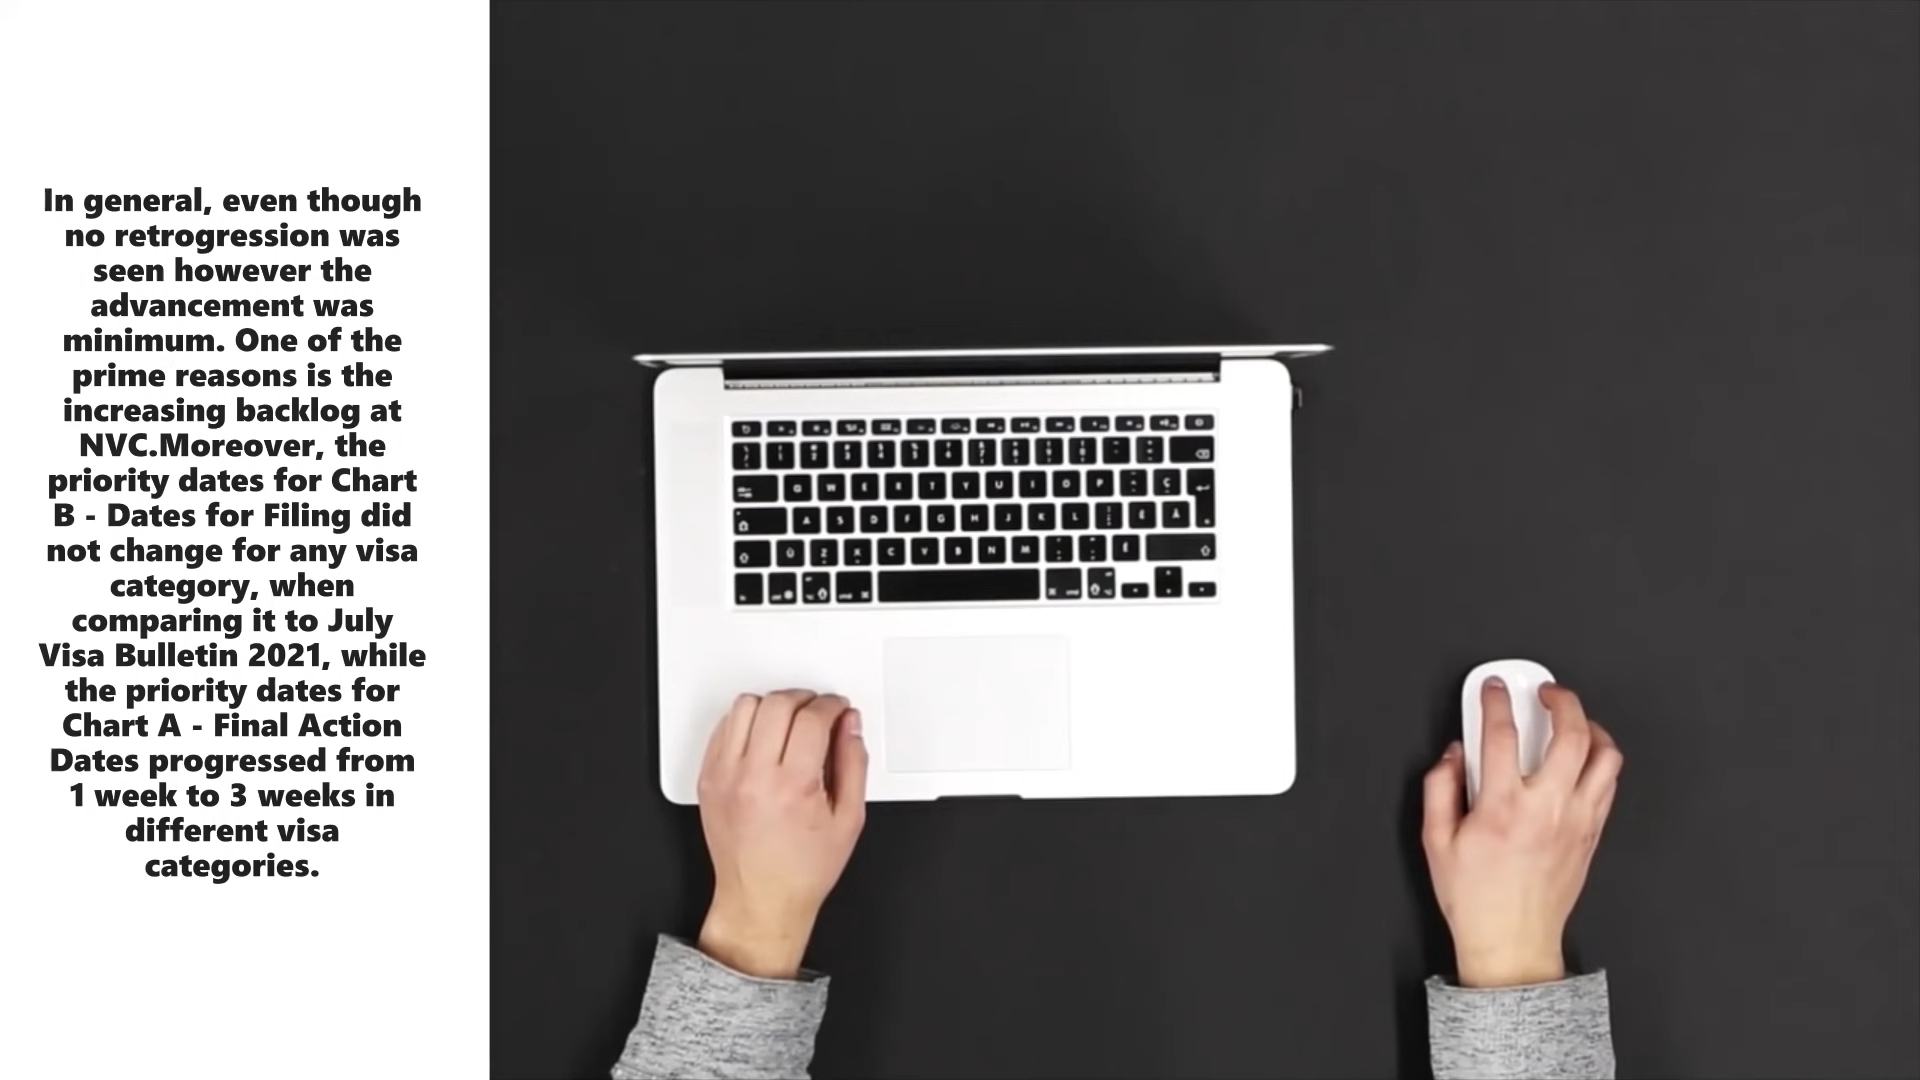 In general, even though
no retrogression was
seen however the
advancement was
minimum. One of the
prime reasons is the
increasing backlog at
NVC.Moreover, the
priority dates for Chart
B - Dates for Filing did
not change for any visa
category, when
comparing it to July
Visa Bulletin 2021, while
the priority dates for
Chart A - Final Action
Dates progressed from
1 week to 3 weeks in
different visa
categories.